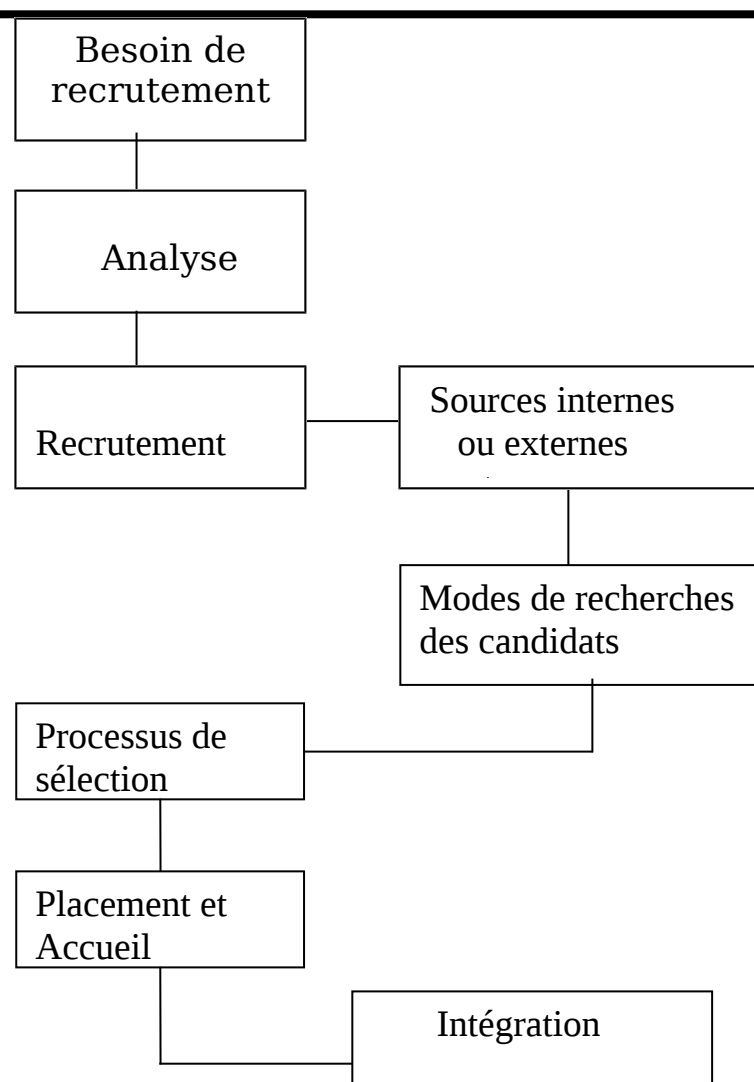 Besoin de
recrutement
Analyse
Recrutement
Sources internes
ou externes
Modes de recherches
des candidats
Processus de
sélection
Placement et
Accueil
Intégration